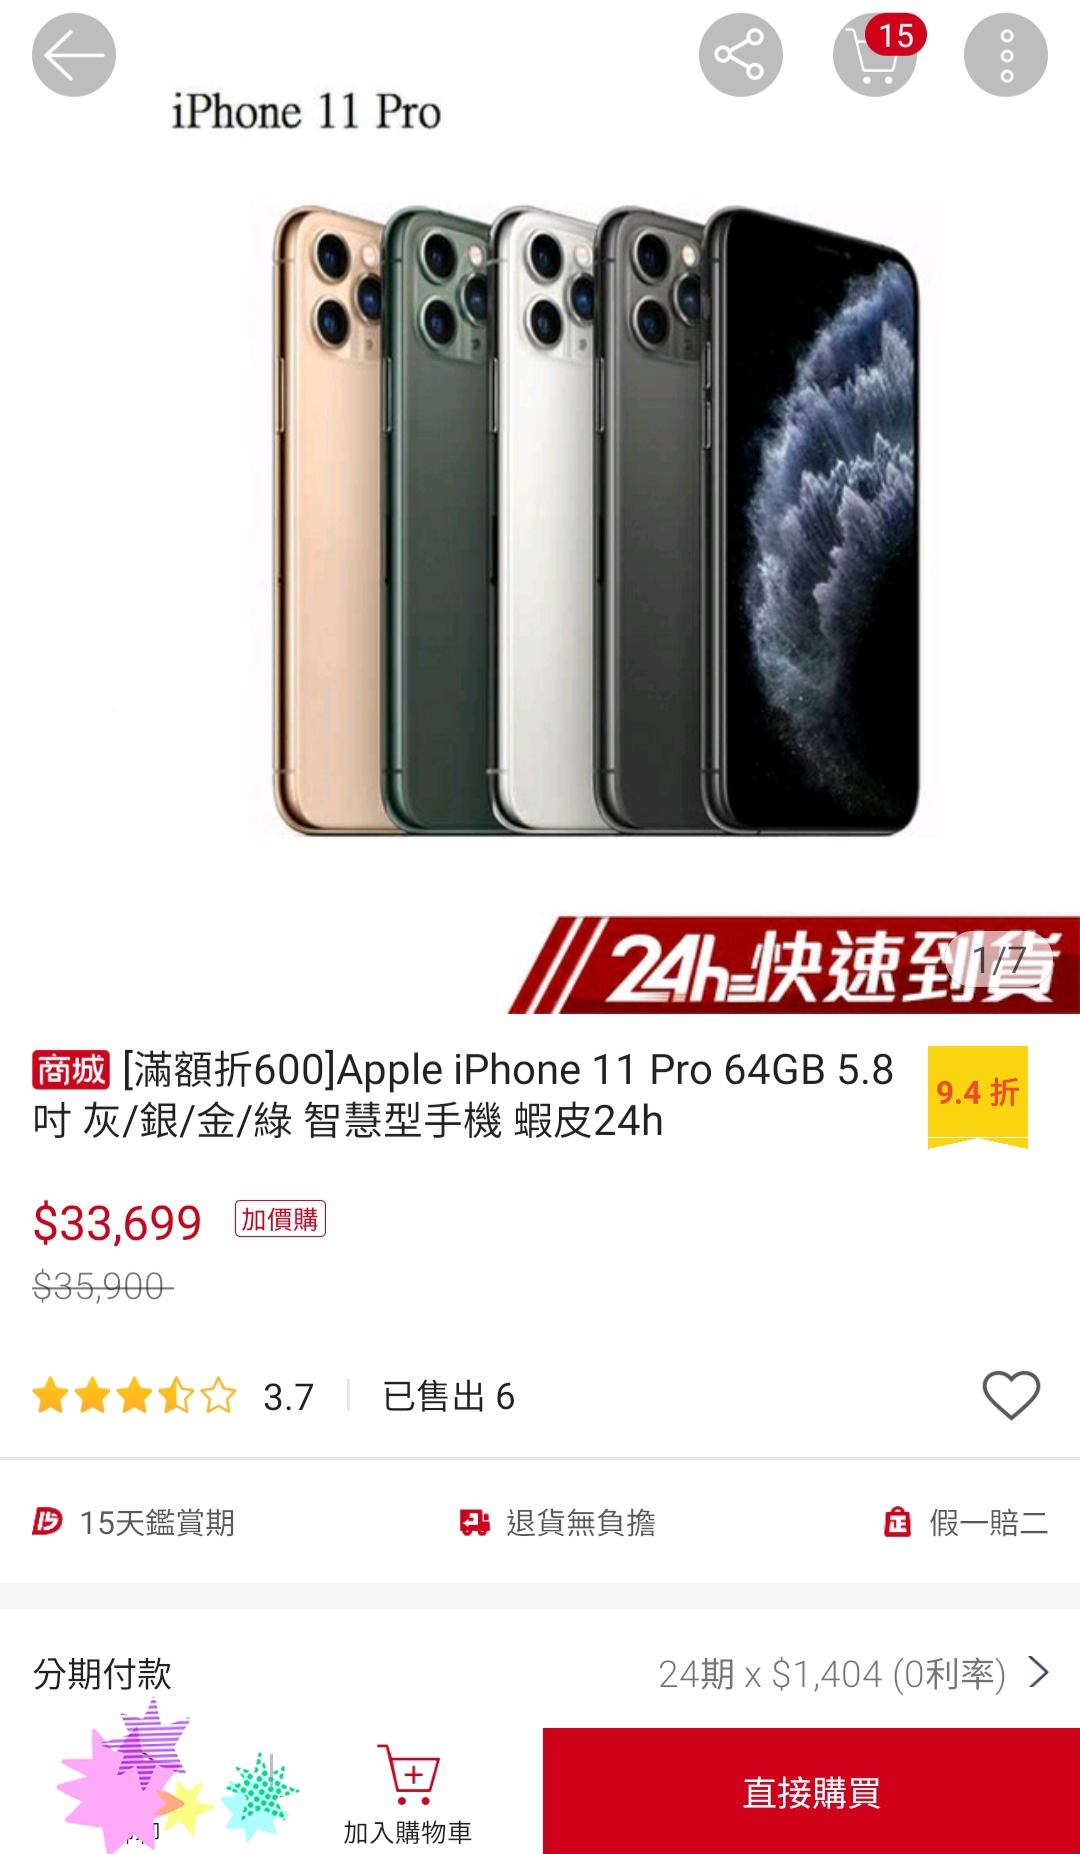 15
iPhone 11 Pro
24h快速到貨
1/7
商城 [滿額折600]Apple iPhone 11 Pro 64GB 5.8
吋 灰/銀/金/綠 智慧型手機 蝦皮24h
9.4 折
$33,699 加價購
$35,900
3.7 已售出 6
15天鑑賞期 退貨無負擔 假一賠二
分期付款 24期 x $1,404 (0利率)
加入購物車
直接購買